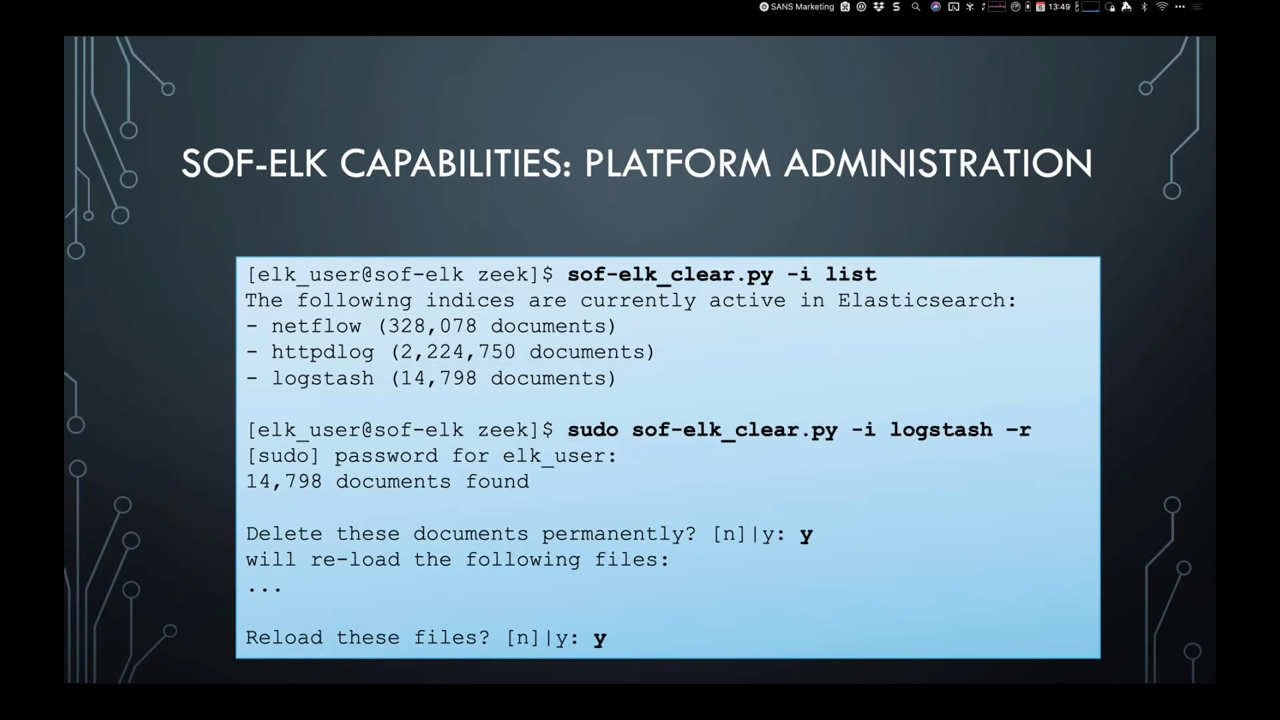 SANS Marketing
13:49
SOF-ELK CAPABILITIES: PLATFORM ADMINISTRATION
[elk_user@sof-elk zeek]$ sof-elk_clear.py -i list
The following indices are currently active in Elasticsearch:
- netflow (328,078 documents)
- httpdlog (2,224,750 documents)
- logstash (14,798 documents)
[elk_user@sof-elk zeek]$ sudo sof-elk_clear.py -i logstash –r
[sudo] password for elk_user:
14,798 documents found
Delete these documents permanently? [n]|y: y
will re-load the following files:
...
Reload these files? [n]|y: y